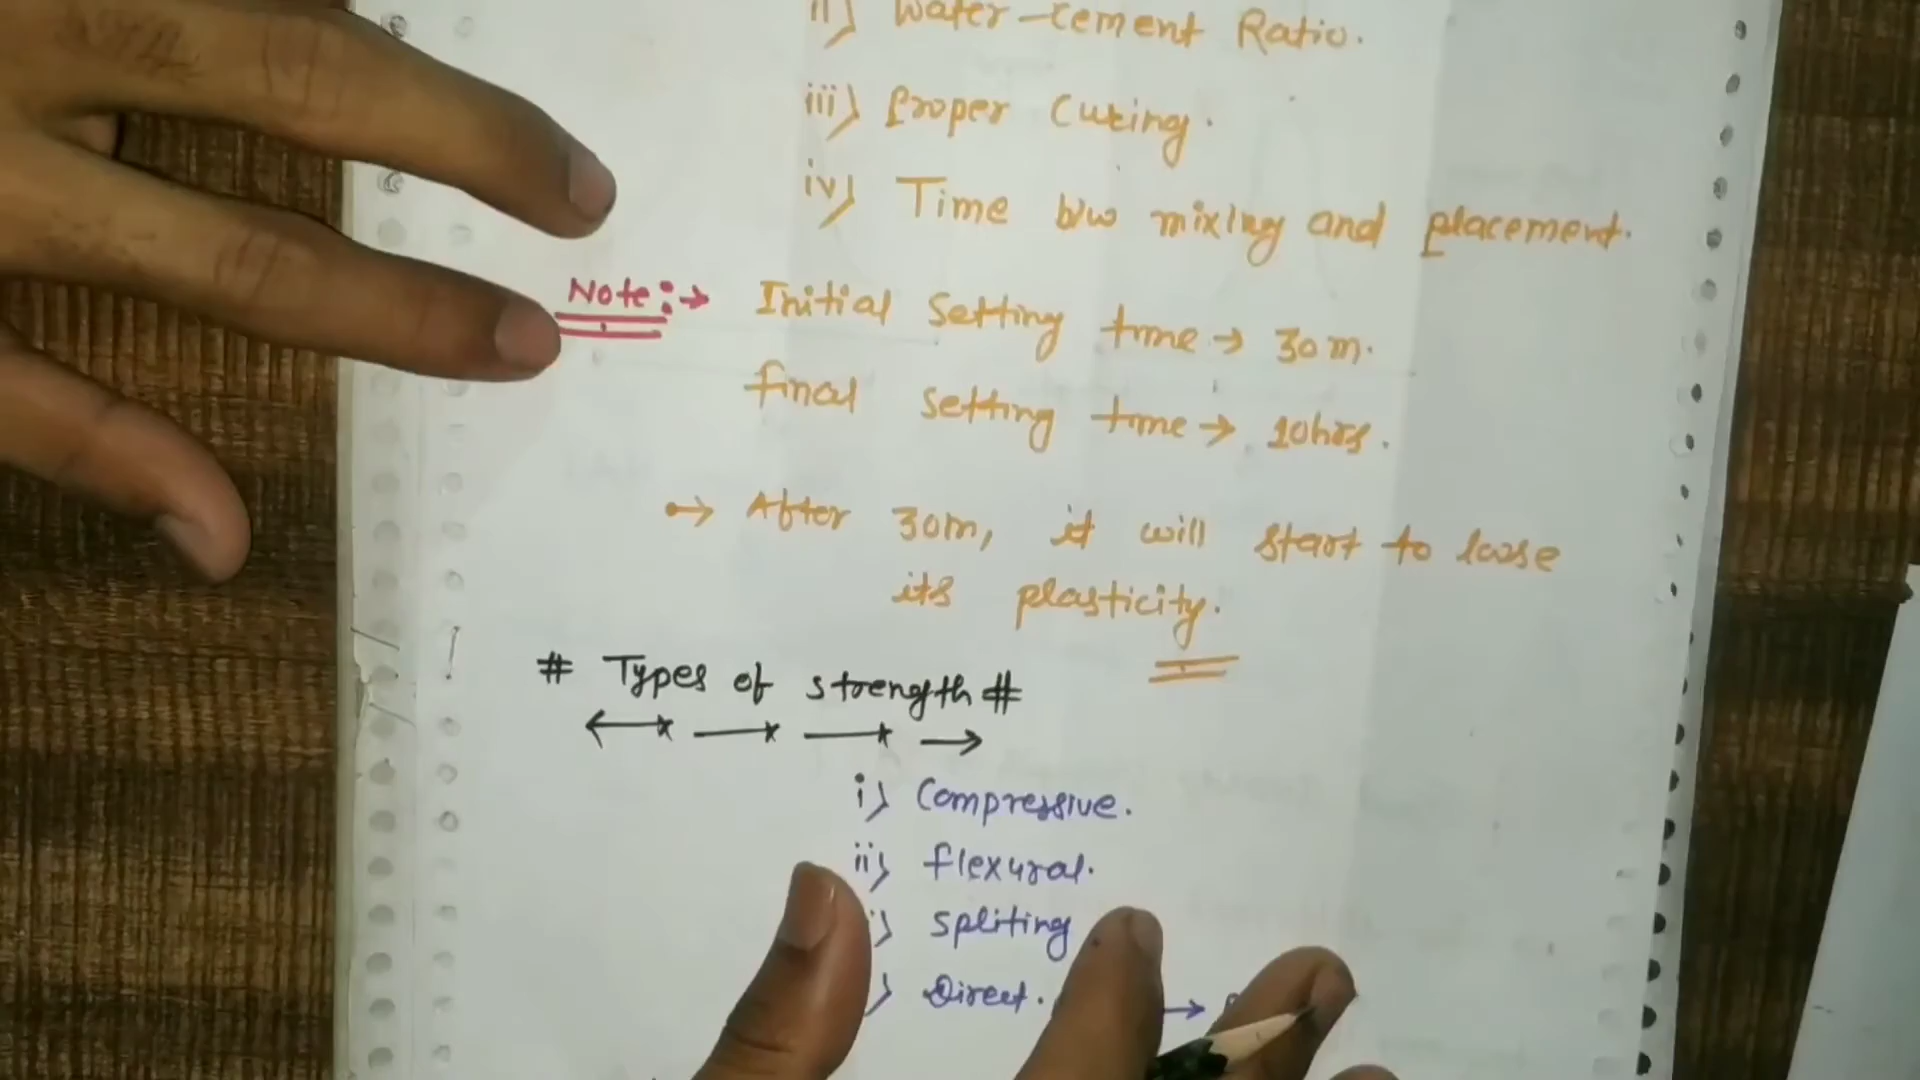 ii) Water-cement Ratio.
iii) Proper Curing.
iv) Time b/w mixing and placement.
Note:→ Initial Setting time → 30m.
final setting time → 10hrs.
→ After 30m, it will start to loose
its plasticity.
# Types of strength #
i) Compressive.
ii) flexural.
) Spliting
) Direct. →